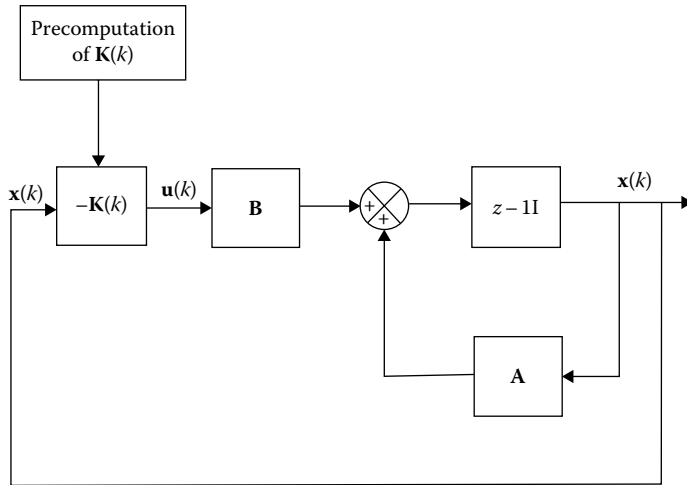 Precomputation
of K(k)
x(k)
–K(k)
u(k)
B
+
+
z – 1I
x(k)
A